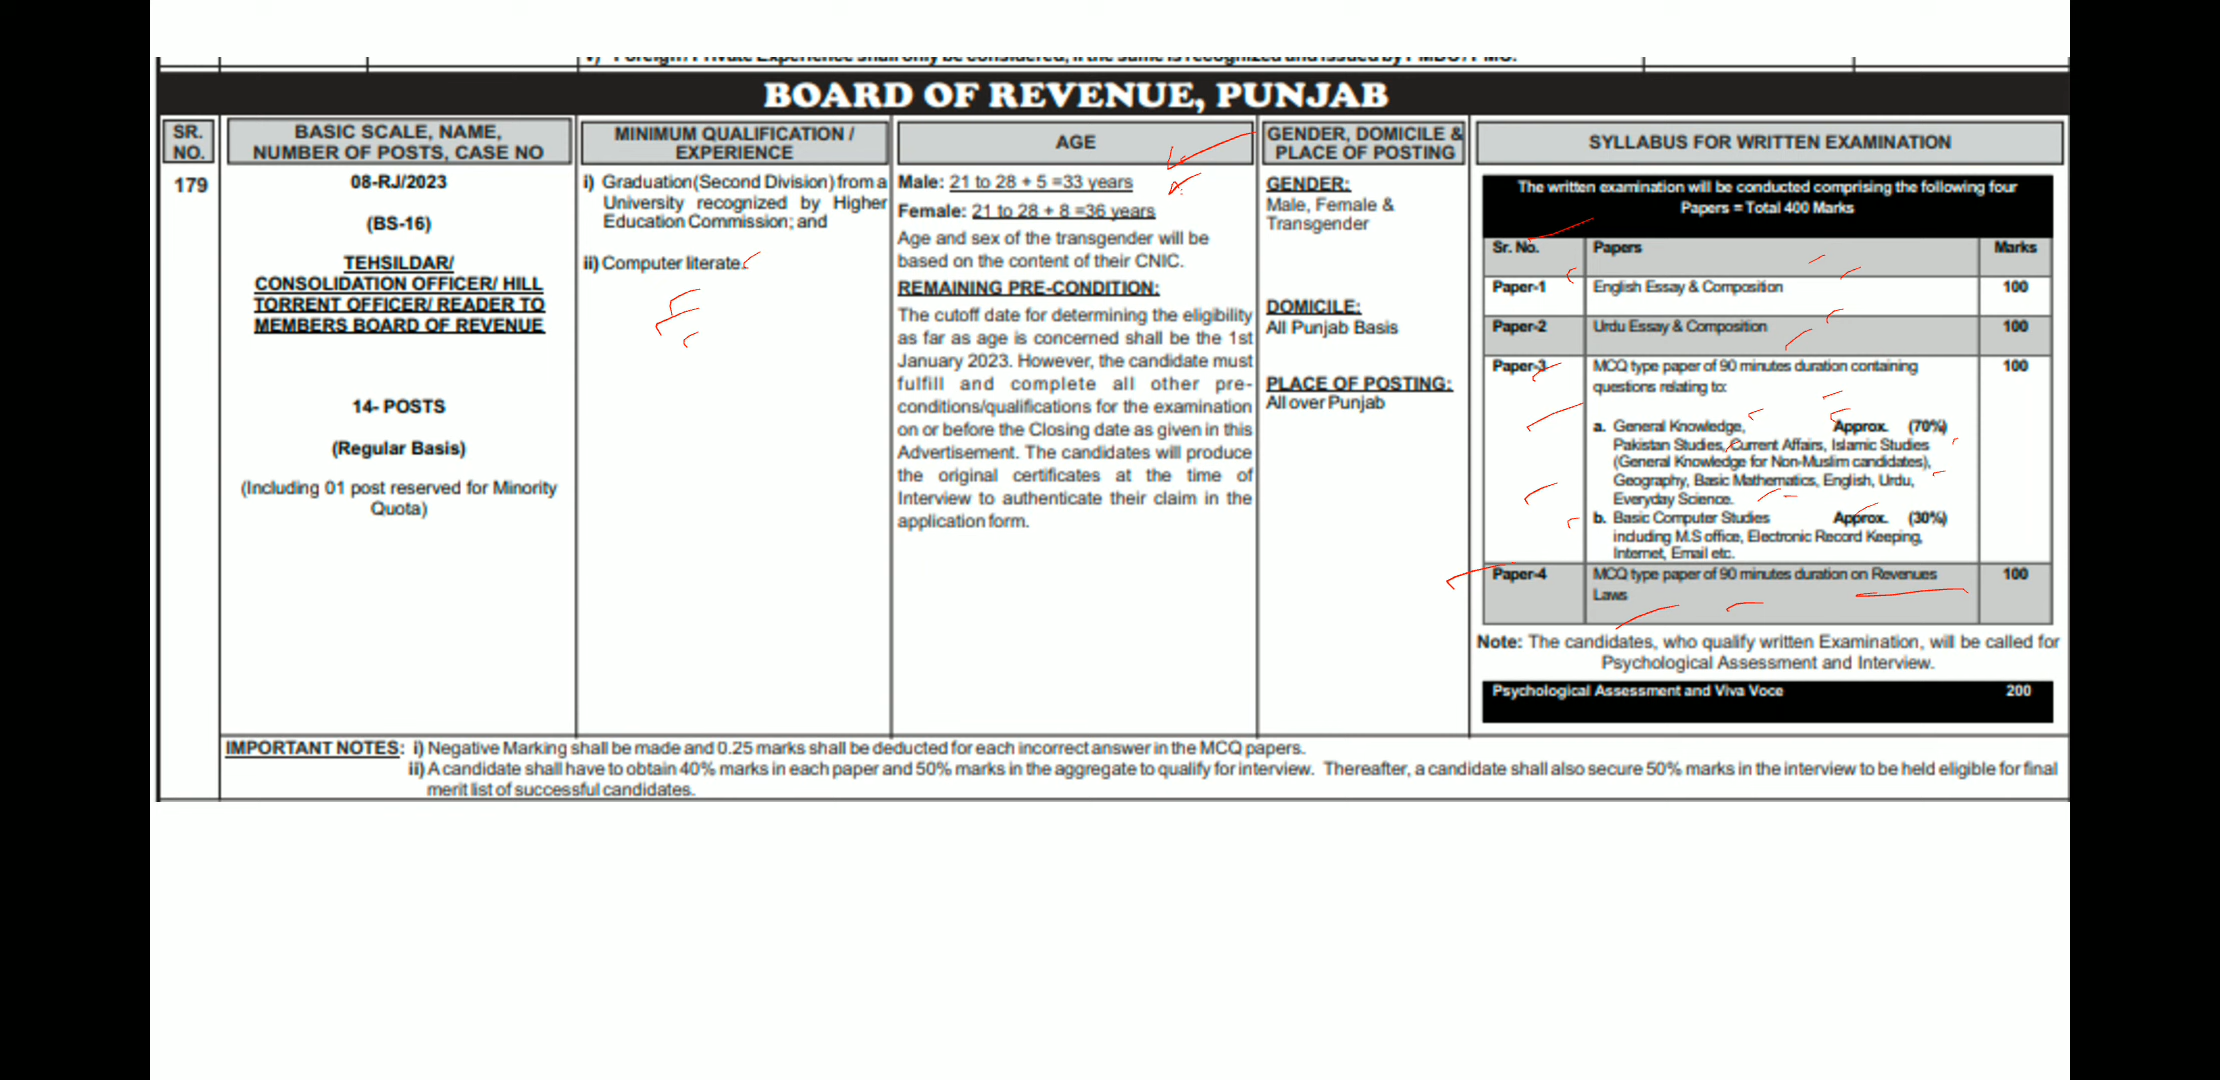 v) Foreign / Private Experience shall only be considered, if the same is recognized and issued by PMDC / PMC.
BOARD OF REVENUE, PUNJAB
SR. NO.
BASIC SCALE, NAME, NUMBER OF POSTS, CASE NO
MINIMUM QUALIFICATION / EXPERIENCE
AGE
GENDER, DOMICILE & PLACE OF POSTING
SYLLABUS FOR WRITTEN EXAMINATION
179
08-RJ/2023
(BS-16)
TEHSILDAR/
CONSOLIDATION OFFICER/ HILL
TORRENT OFFICER/ READER TO
MEMBERS BOARD OF REVENUE
14- POSTS
(Regular Basis)
(Including 01 post reserved for Minority
Quota)
i) Graduation (Second Division) from a
University recognized by Higher
Education Commission; and
ii) Computer literate.
Male: 21 to 28 + 5 =33 years
Female: 21 to 28 + 8 =36 years
Age and sex of the transgender will be
based on the content of their CNIC.
REMAINING PRE-CONDITION:
The cutoff date for determining the eligibility
as far as age is concerned shall be the 1st
January 2023. However, the candidate must
fulfill and complete all other pre-
conditions/qualifications for the examination
on or before the Closing date as given in this
Advertisement. The candidates will produce
the original certificates at the time of
Interview to authenticate their claim in the
application form.
GENDER:
Male, Female &
Transgender
DOMICILE:
All Punjab Basis
PLACE OF POSTING:
All over Punjab
The written examination will be conducted comprising the following four
Papers = Total 400 Marks
Sr. No. Papers Marks
Paper-1 English Essay & Composition 100
Paper-2 Urdu Essay & Composition 100
Paper-3 MCQ type paper of 90 minutes duration containing 100
questions relating to:
a. General Knowledge, Approx. (70%)
Pakistan Studies, Current Affairs, Islamic Studies
(General Knowledge for Non-Muslim candidates),
Geography, Basic Mathematics, English, Urdu,
Everyday Science.
b. Basic Computer Studies Approx. (30%)
including M.S office, Electronic Record Keeping,
Internet, Email etc.
Paper-4 MCQ type paper of 90 minutes duration on Revenues 100
Laws
Note: The candidates, who qualify written Examination, will be called for
Psychological Assessment and Interview.
Psychological Assessment and Viva Voce 200
IMPORTANT NOTES: i) Negative Marking shall be made and 0.25 marks shall be deducted for each incorrect answer in the MCQ papers.
ii) A candidate shall have to obtain 40% marks in each paper and 50% marks in the aggregate to qualify for interview. Thereafter, a candidate shall also secure 50% marks in the interview to be held eligible for final
merit list of successful candidates.